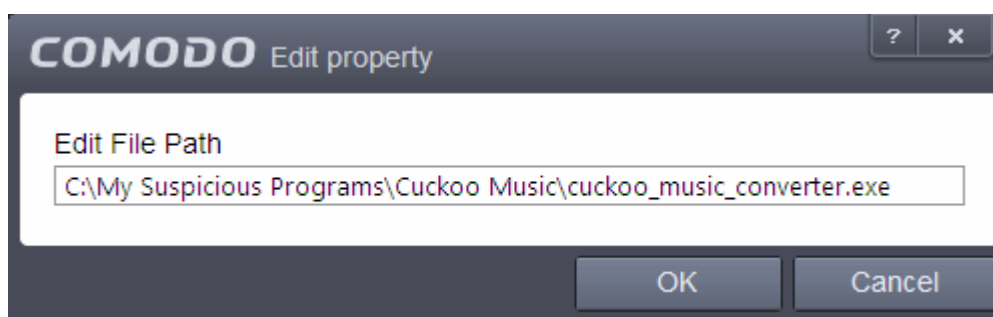 COMODO Edit property
? ×
Edit File Path
C:\My Suspicious Programs\Cuckoo Music\cuckoo_music_converter.exe
OK Cancel